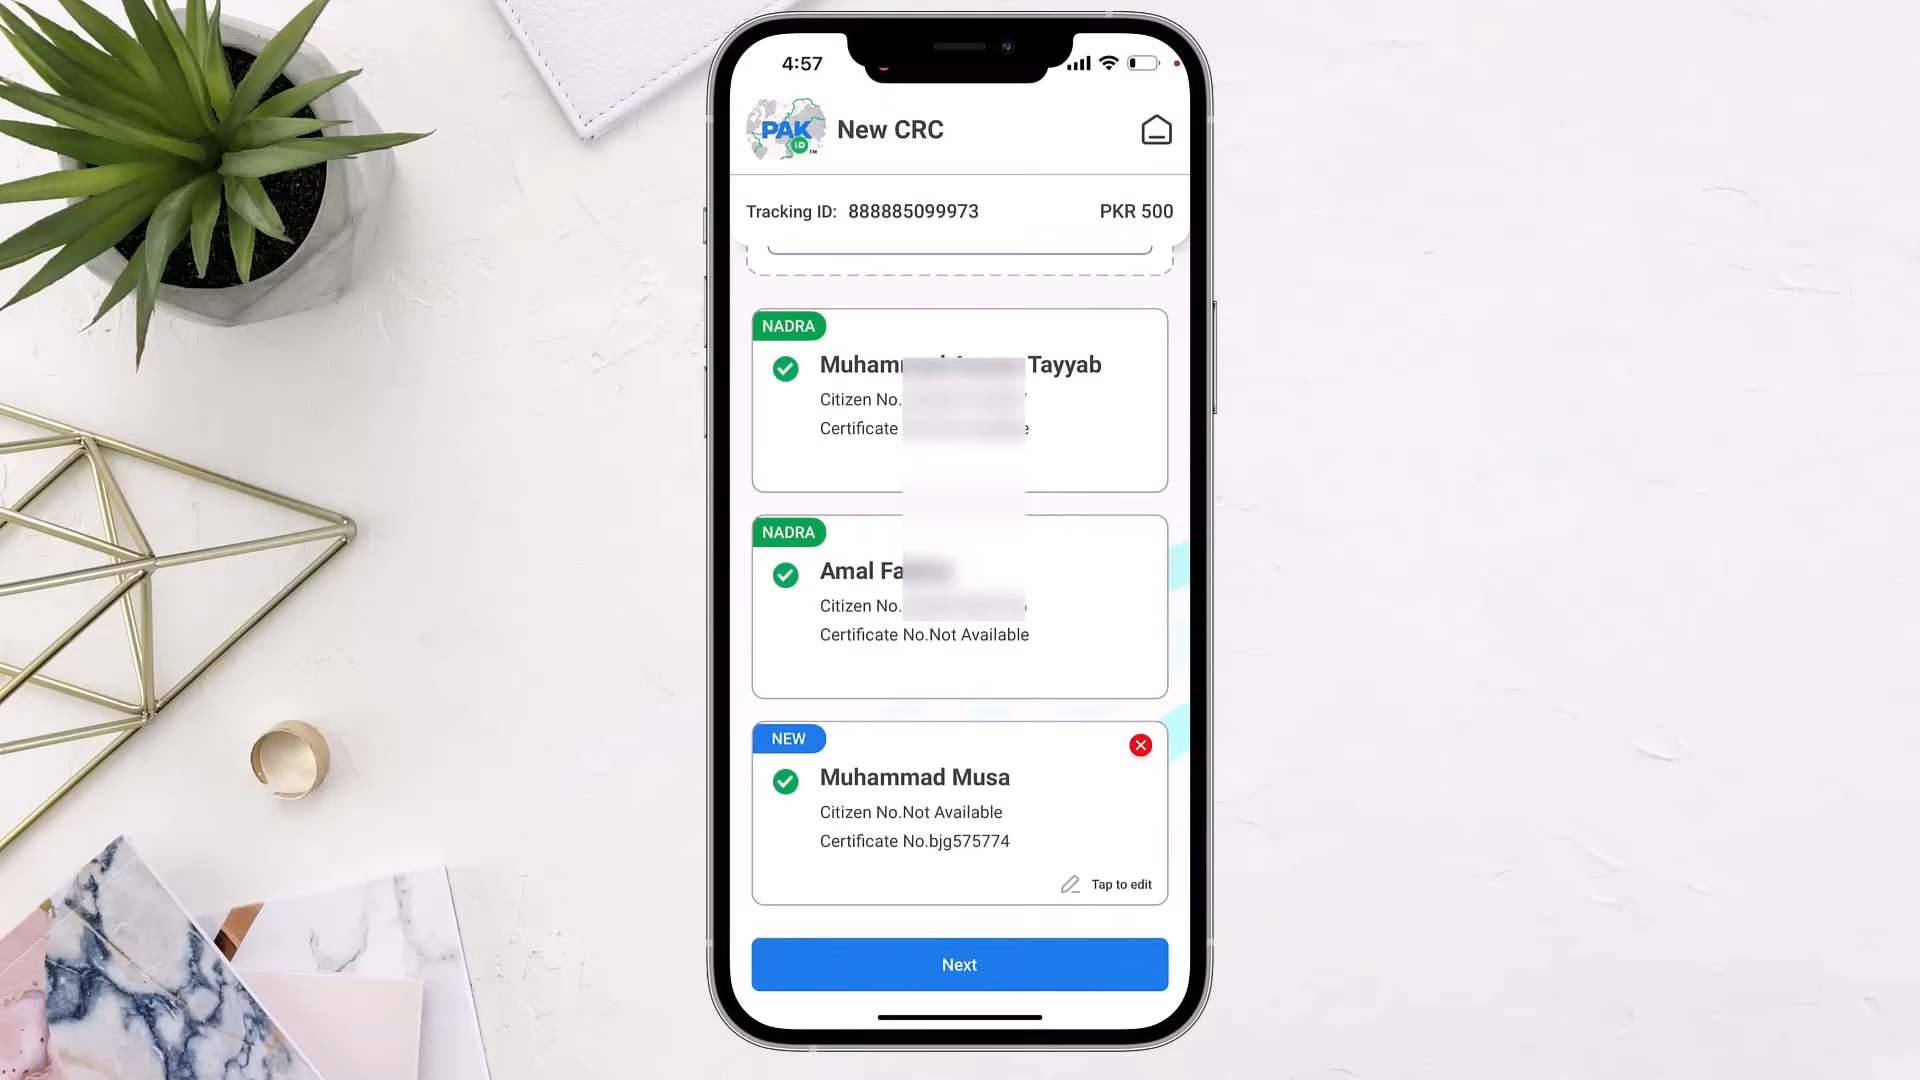 4:57
PAK
ID
TM
New CRC
Tracking ID: 888885099973
PKR 500
NADRA
Tayyab
Citizen No.
Certificate
NADRA
Amal
Citizen No.
Certificate No.Not Available
NEW
Muhammad Musa
Citizen No.Not Available
Certificate No.bjg575774
Tap to edit
Next